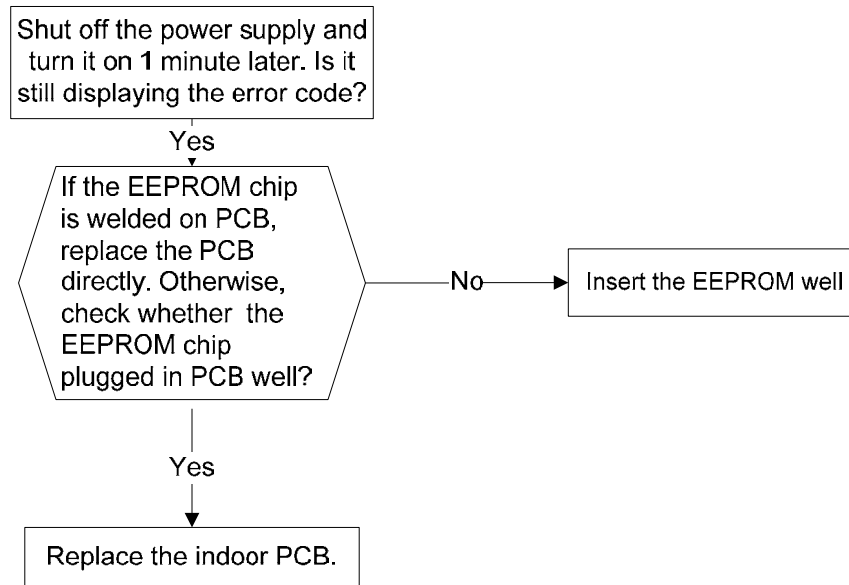 Shut off the power supply and
turn it on 1 minute later. Is it
still displaying the error code?
Yes
If the EEPROM chip
is welded on PCB,
replace the PCB
directly. Otherwise,
check whether the
EEPROM chip
plugged in PCB well?
No
Insert the EEPROM well
Yes
Replace the indoor PCB.